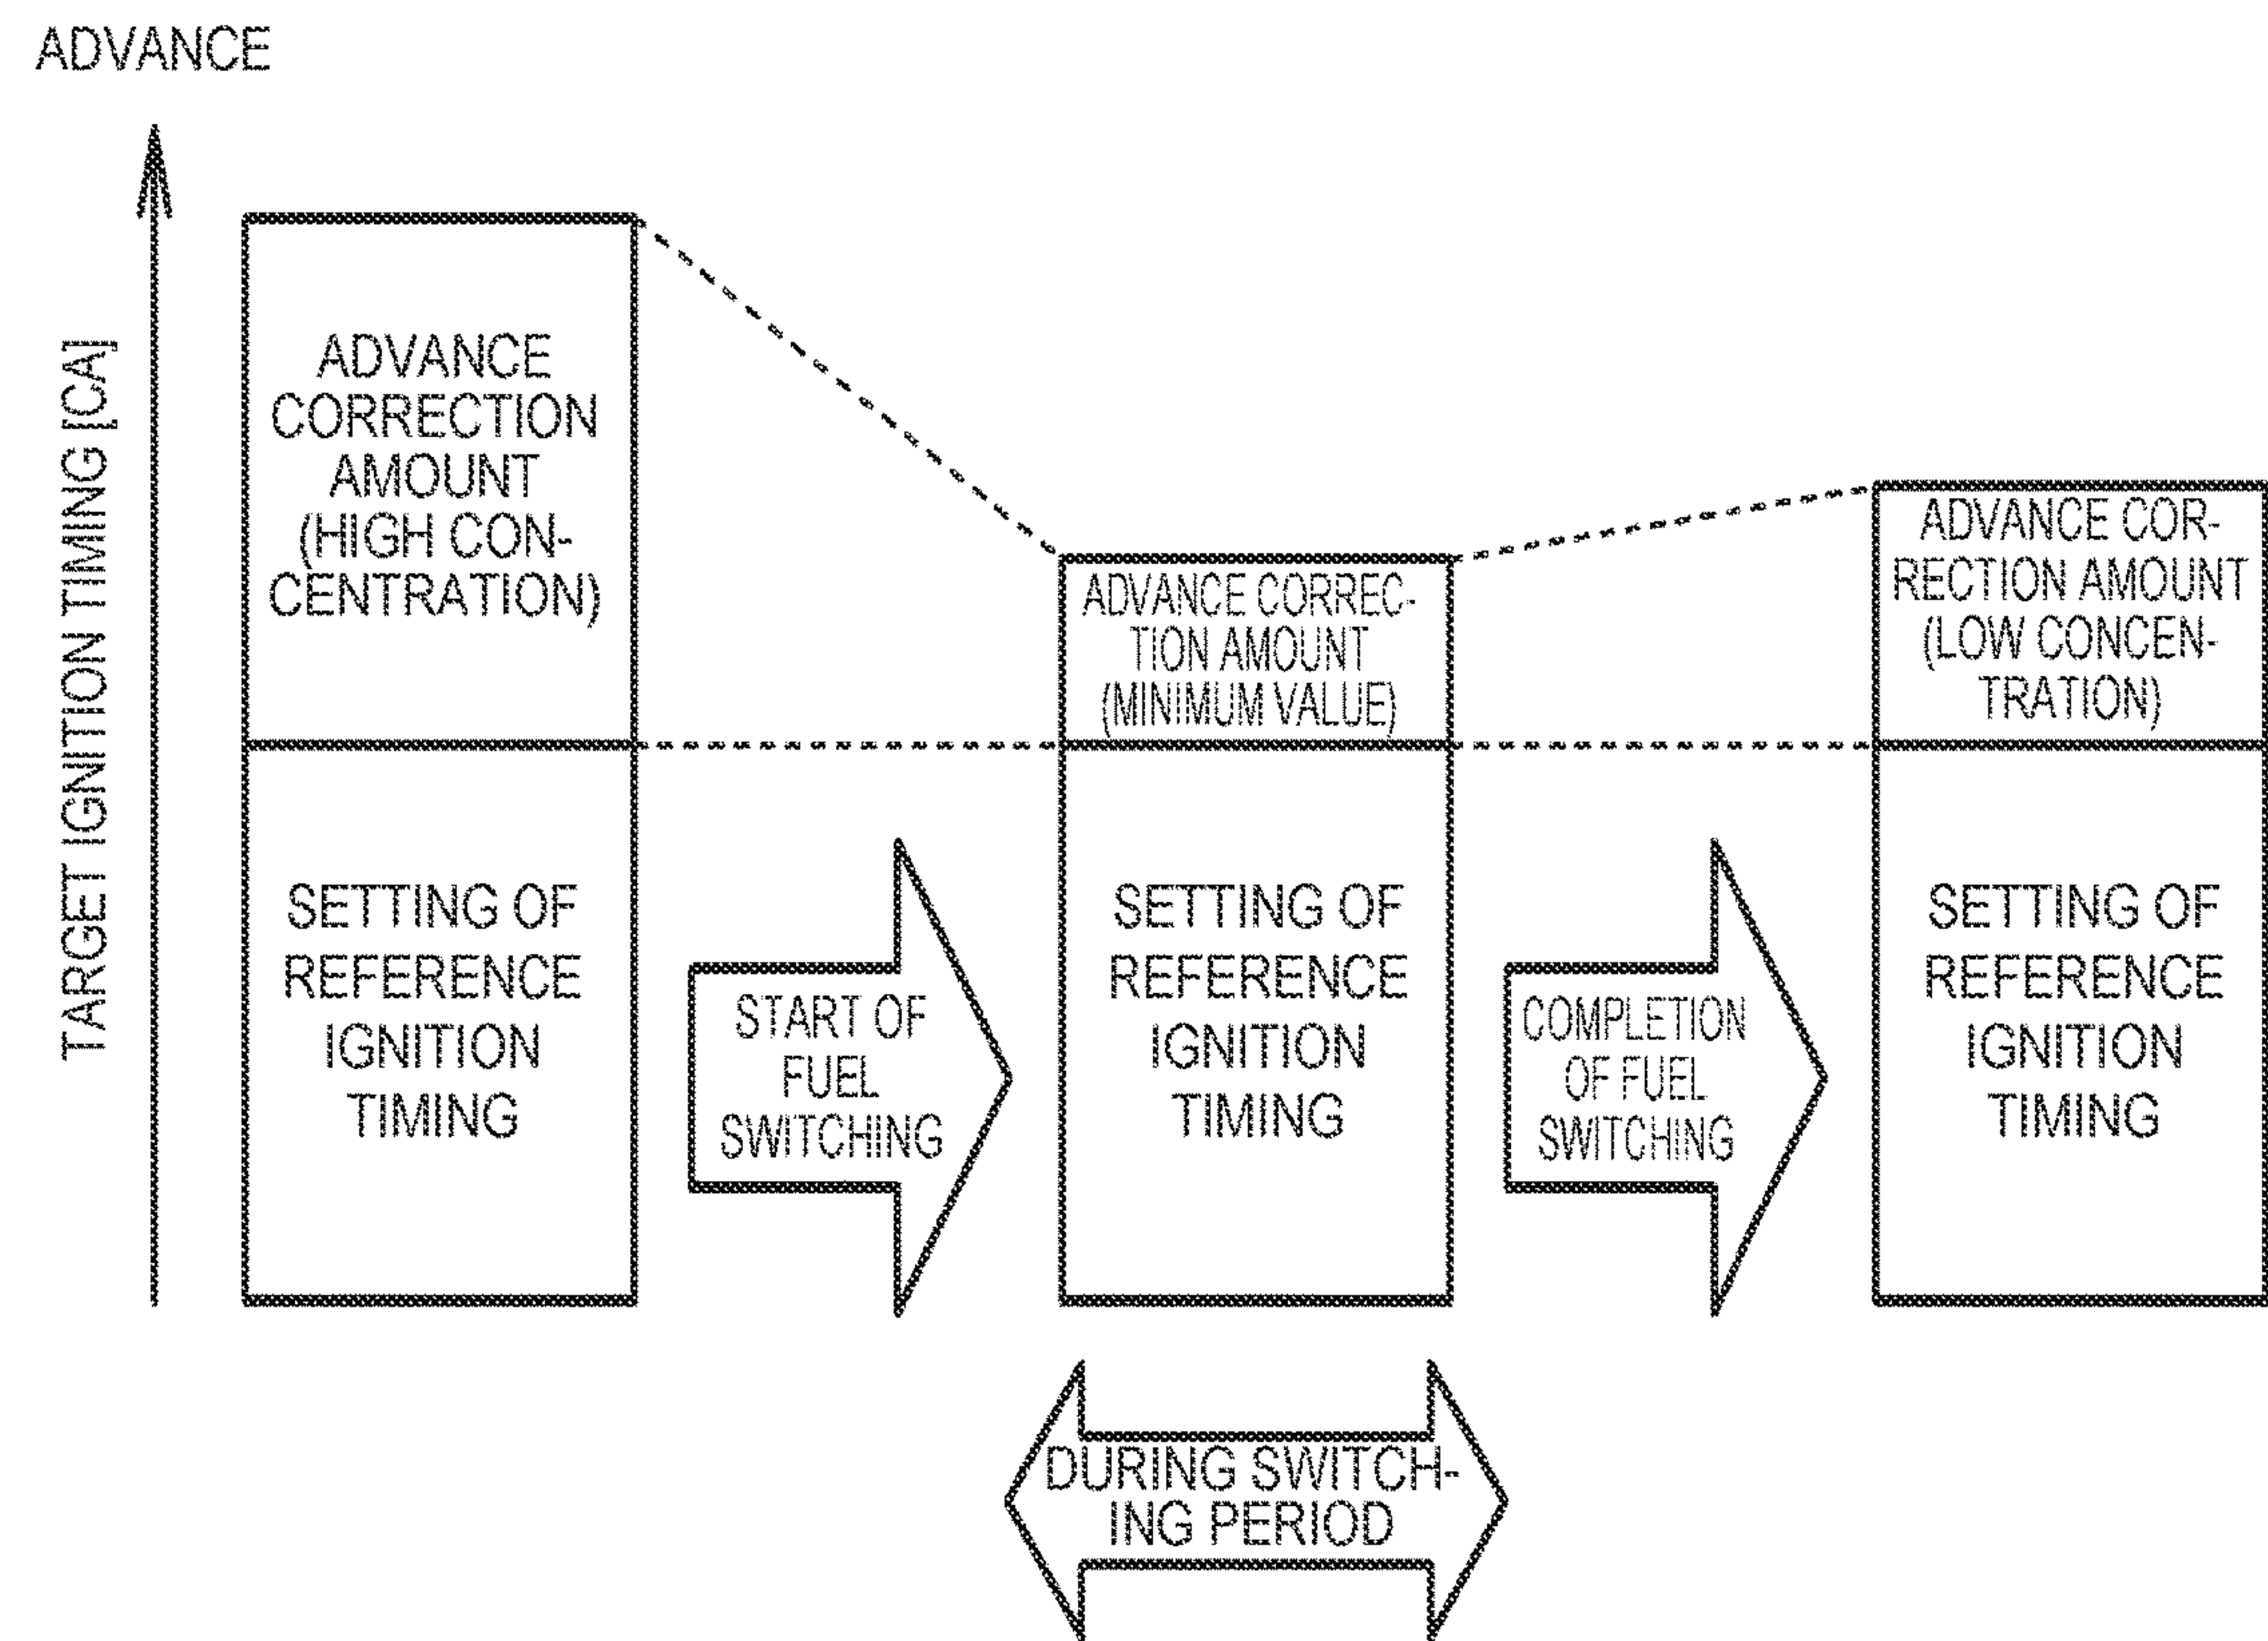 ADVANCE
TARGET IGNITION TIMING [CA]
ADVANCE
CORRECTION
AMOUNT
(HIGH CON-
CENTRATION)
SETTING OF
REFERENCE
IGNITION
TIMING
START OF
FUEL
SWITCHING
ADVANCE CORREC-
TION AMOUNT
(MINIMUM VALUE)
SETTING OF
REFERENCE
IGNITION
TIMING
COMPLETION
OF FUEL
SWITCHING
ADVANCE COR-
RECTION AMOUNT
(LOW CONCEN-
TRATION)
SETTING OF
REFERENCE
IGNITION
TIMING
DURING SWITCH-
ING PERIOD